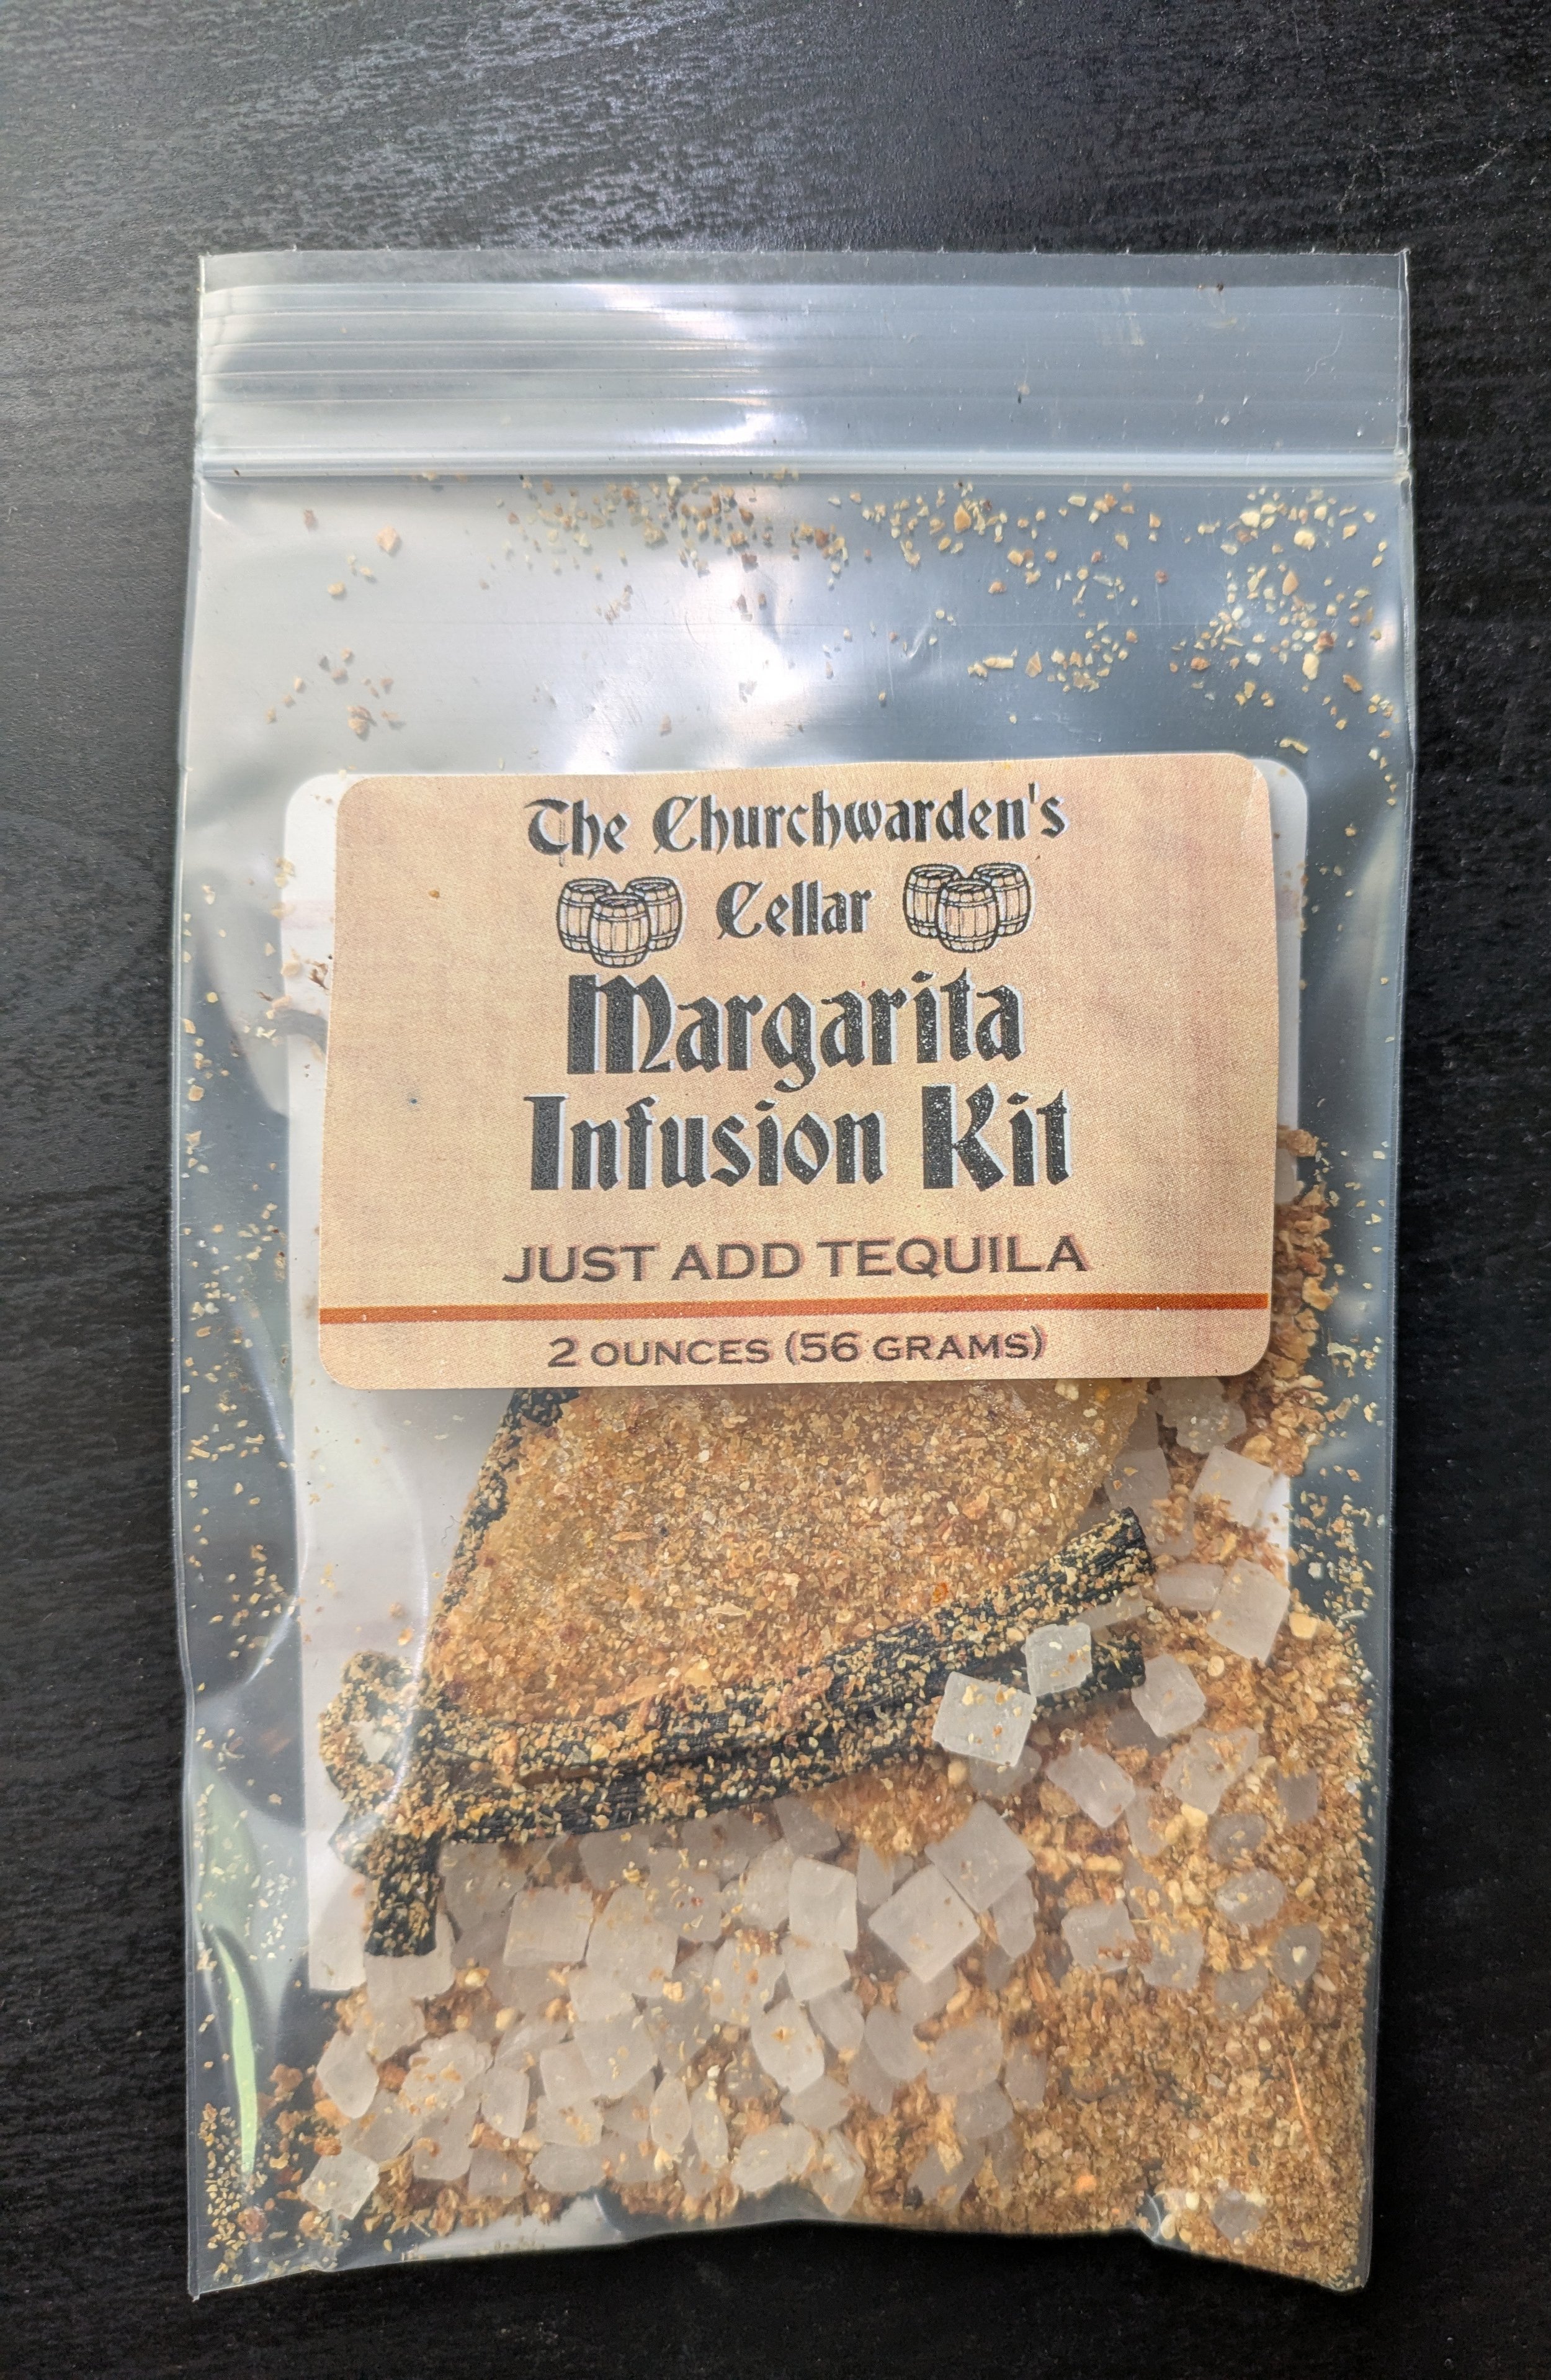 The Churchwarden's
Cellar
Margarita
Infusion Kit
JUST ADD TEQUILA
2 OUNCES (56 GRAMS)